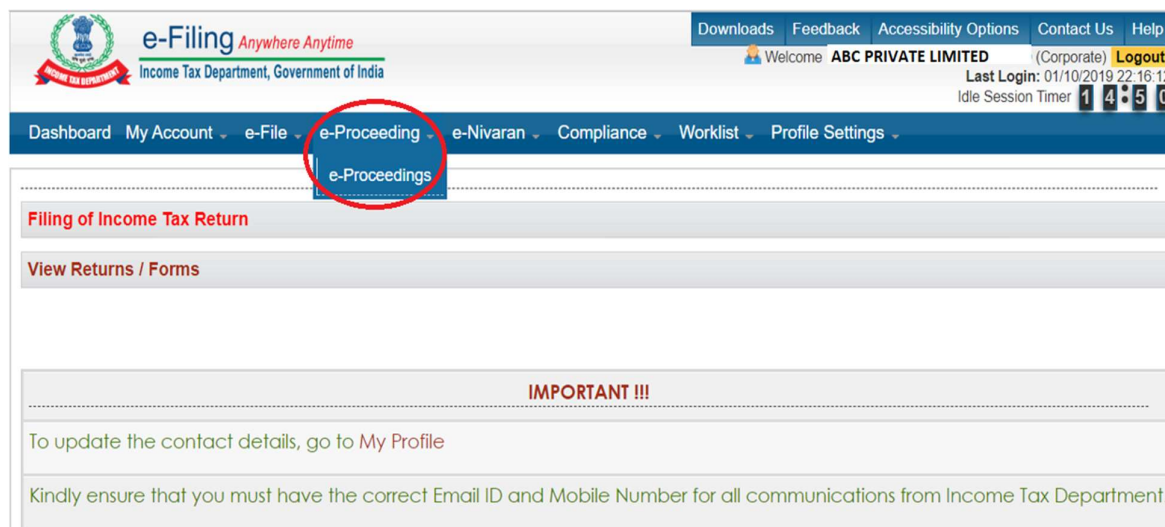 e-Filing Anywhere Anytime
Income Tax Department, Government of India
INCOME TAX DEPARTMENT
Downloads Feedback Accessibility Options Contact Us Help
Welcome ABC PRIVATE LIMITED (Corporate) Logout
Last Login: 01/10/2019 22:16:12
Idle Session Timer 1 4 : 5 0
Dashboard My Account e-File e-Proceeding e-Nivaran Compliance Worklist Profile Settings
e-Proceedings
Filing of Income Tax Return
View Returns / Forms
IMPORTANT !!!
To update the contact details, go to My Profile
Kindly ensure that you must have the correct Email ID and Mobile Number for all communications from Income Tax Department